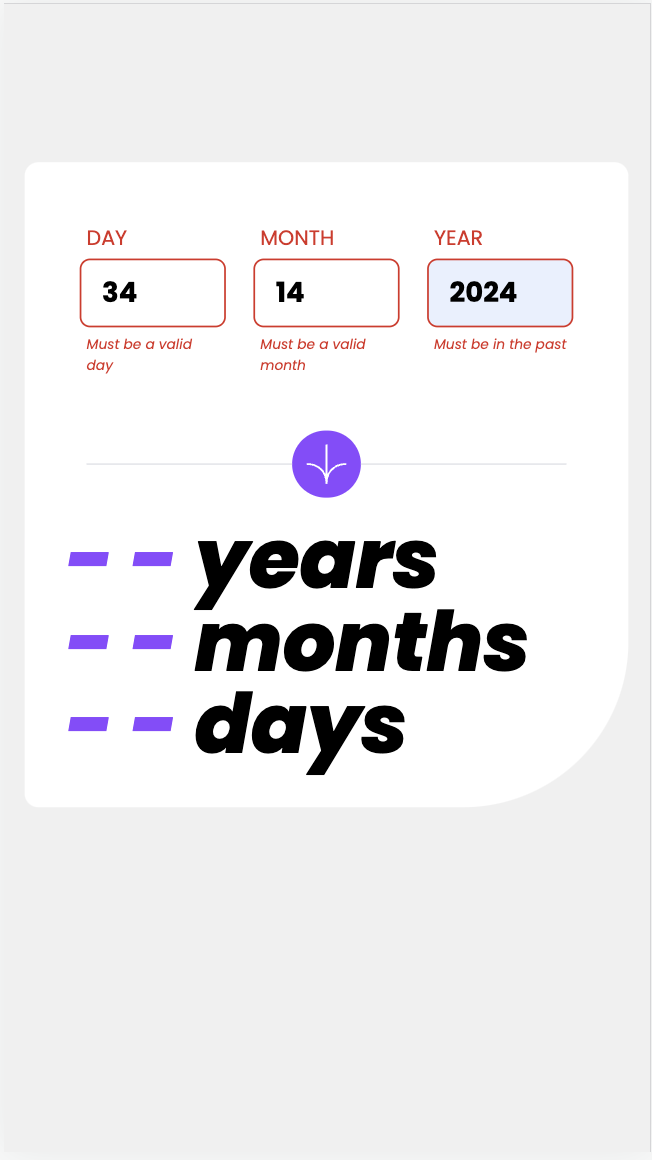 DAY MONTH YEAR
34 14 2024
Must be a valid Must be a valid Must be in the past
day month
-- years
-- months
-- days